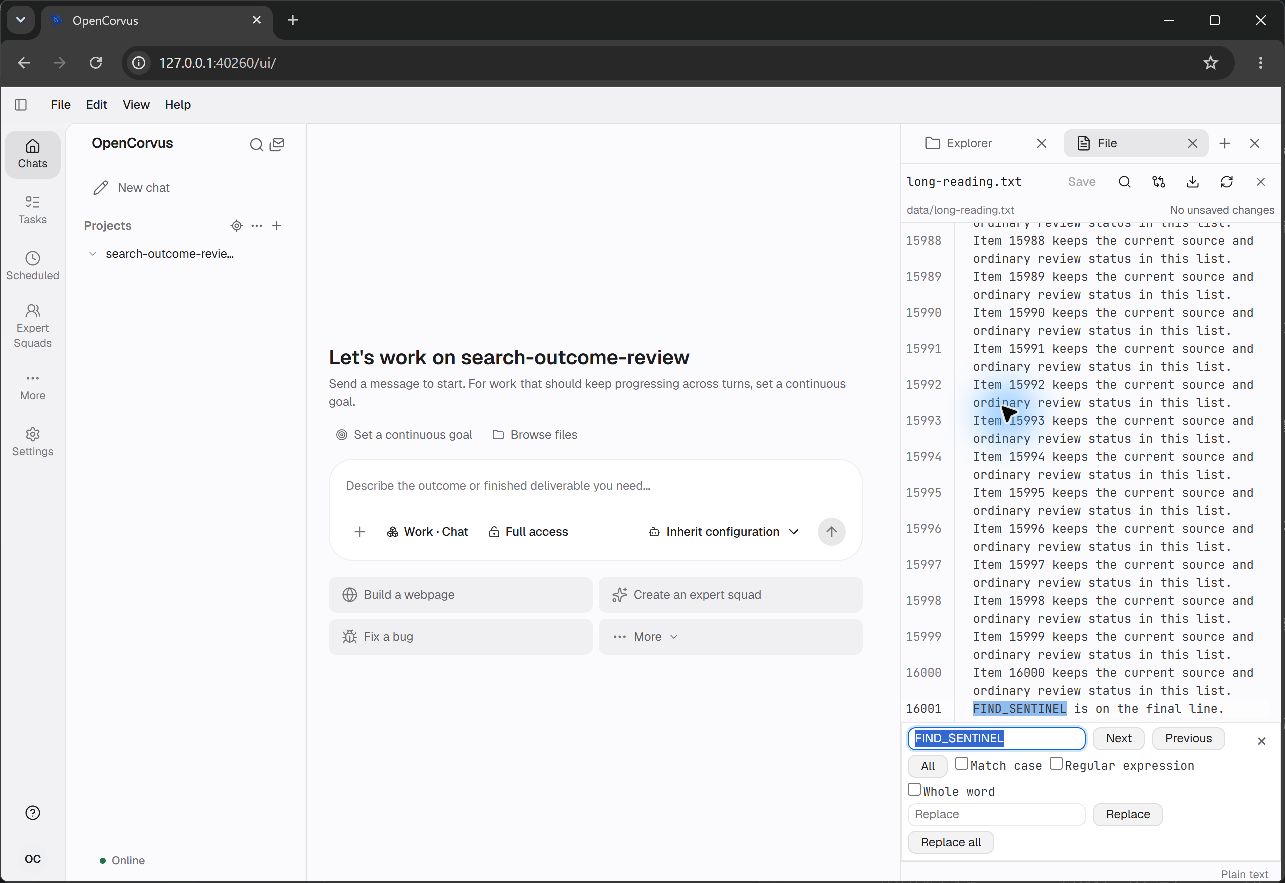 OpenCorvus
127.0.0.1:40260/ui/
File Edit View Help
Chats
Tasks
Scheduled
Expert Squads
More
Settings
OC
OpenCorvus
New chat
Projects
search-outcome-revie...
Online
Let's work on search-outcome-review
Send a message to start. For work that should keep progressing across turns, set a continuous
goal.
Set a continuous goal Browse files
Describe the outcome or finished deliverable you need...
Work · Chat Full access Inherit configuration
Build a webpage Create an expert squad
Fix a bug More
Explorer File
long-reading.txt Save
data/long-reading.txt No unsaved changes
ordinary review status in this list.
15988 Item 15988 keeps the current source and
ordinary review status in this list.
15989 Item 15989 keeps the current source and
ordinary review status in this list.
15990 Item 15990 keeps the current source and
ordinary review status in this list.
15991 Item 15991 keeps the current source and
ordinary review status in this list.
15992 Item 15992 keeps the current source and
ordinary review status in this list.
15993 Item 15993 keeps the current source and
ordinary review status in this list.
15994 Item 15994 keeps the current source and
ordinary review status in this list.
15995 Item 15995 keeps the current source and
ordinary review status in this list.
15996 Item 15996 keeps the current source and
ordinary review status in this list.
15997 Item 15997 keeps the current source and
ordinary review status in this list.
15998 Item 15998 keeps the current source and
ordinary review status in this list.
15999 Item 15999 keeps the current source and
ordinary review status in this list.
16000 Item 16000 keeps the current source and
ordinary review status in this list.
16001 FIND_SENTINEL is on the final line.
FIND_SENTINEL Next Previous
All Match case Regular expression
Whole word
Replace Replace
Replace all
Plain text